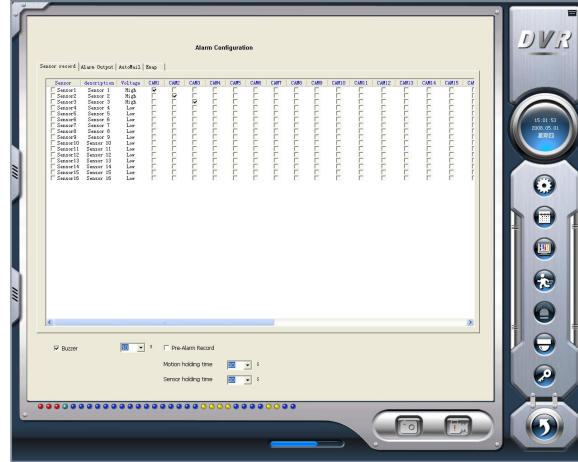 DVR
Alarm Configuration
Sensor record Alarm Output AutoMail Emap
Sensor description Voltage CAM1 CAM2 CAM3 CAM4 CAM5 CAM6 CAM7 CAM8 CAM9 CAM10 CAM11 CAM12 CAM13 CAM14 CAM15 CAM
Sensor1 Sensor 1 High
Sensor2 Sensor 2 High
Sensor3 Sensor 3 High
Sensor4 Sensor 4 Low
Sensor5 Sensor 5 Low
Sensor6 Sensor 6 Low
Sensor7 Sensor 7 Low
Sensor8 Sensor 8 Low
Sensor9 Sensor 9 Low
Sensor10 Sensor 10 Low
Sensor11 Sensor 11 Low
Sensor12 Sensor 12 Low
Sensor13 Sensor 13 Low
Sensor14 Sensor 14 Low
Sensor15 Sensor 15 Low
Sensor16 Sensor 16 Low
15:01:53
2008.05.01
星期四
Buzzer S Pre-Alarm Record
Motion holding time S
Sensor holding time S